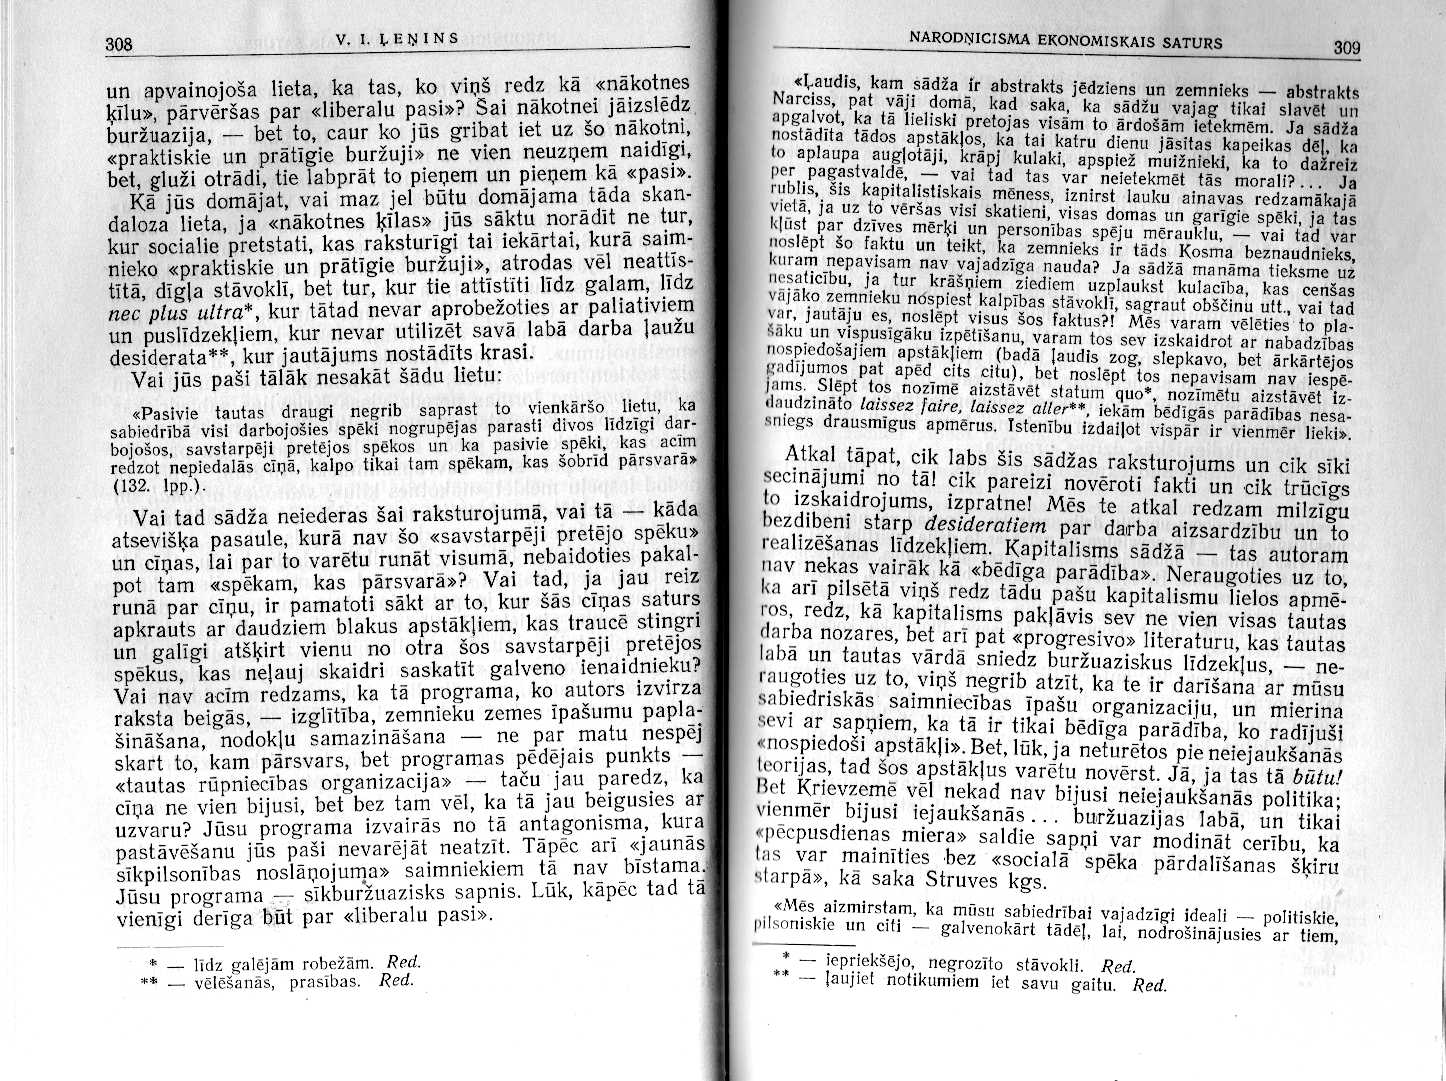 308
V. I. ĻEŅINS
un apvainojoša lieta, ka tas, ko viņš redz kā «nākotnes
ķīlu», pārvēršas par «liberalu pasi»? Šai nākotnei jāizslēdz
buržuazija, — bet to, caur ko jūs gribat iet uz šo nākotni,
«praktiskie un prātīgie buržuji» ne vien neuzņem naidīgi,
bet, gluži otrādi, tie labprāt to pieņem un pieņem kā «pasi».
Kā jūs domājat, vai maz jel būtu domājama tāda skan-
daloza lieta, ja «nākotnes ķīlas» jūs sāktu norādīt ne tur,
kur socialie pretstati, kas raksturīgi tai iekārtai, kurā saim-
nieko «praktiskie un prātīgie buržuji», atrodas vēl neattīs-
tītā, dīgļa stāvoklī, bet tur, kur tie attīstīti līdz galam, līdz
nec plus ultra*, kur tātad nevar aprobežoties ar paliativiem
un puslīdzekļiem, kur nevar utilizēt savā labā darba ļaužu
desiderata**, kur jautājums nostādīts krasi.
Vai jūs paši tālāk nesakāt šādu lietu:
«Pasivie tautas draugi negrib saprast to vienkāršo lietu, ka
sabiedrībā visi darbojošies spēki nogrupējas parasti divos līdzīgi dar-
bojošos, savstarpēji pretējos spēkos un ka pasivie spēki, kas acīm
redzot nepiedalās cīņā, kalpo tikai tam spēkam, kas šobrīd pārsvarā»
(132. lpp.).
Vai tad sādža neiederas šai raksturojumā, vai tā — kāda
atsevišķa pasaule, kurā nav šo «savstarpēji pretējo spēku»
un cīņas, lai par to varētu runāt visumā, nebaidoties pakal-
pot tam «spēkam, kas pārsvarā»? Vai tad, ja jau reiz
runā par cīņu, ir pamatoti sākt ar to, kur šās cīņas saturs
apkrauts ar daudziem blakus apstākļiem, kas traucē stingri
un galīgi atšķirt vienu no otra šos savstarpēji pretējos
spēkus, kas neļauj skaidri saskatīt galveno ienaidnieku?
Vai nav acīm redzams, ka tā programa, ko autors izvirza
raksta beigās, — izglītība, zemnieku zemes īpašumu papla-
šināšana, nodokļu samazināšana — ne par matu nespēj
skart to, kam pārsvars, bet programas pēdējais punkts —
«tautas rūpniecības organizacija» — taču jau paredz, ka
cīņa ne vien bijusi, bet bez tam vēl, ka tā jau beigusies ar
uzvaru? Jūsu programa izvairās no tā antagonisma, kura
pastāvēšanu jūs paši nevarējāt neatzīt. Tāpēc arī «jaunās
sīkpilsonības noslāņojuma» saimniekiem tā nav bīstama.
Jūsu programa — sīkburžuazisks sapnis. Lūk, kāpēc tad tā
vienīgi derīga būt par «liberalu pasi».
* — līdz galējām robežām. Red.
** — vēlēšanās, prasības. Red.
NARODŅICISMA EKONOMISKAIS SATURS
309
«Ļaudis, kam sādža ir abstrakts jēdziens un zemnieks — abstrakts
Narciss, pat vāji domā, kad saka, ka sādžu vajag tikai slavēt un
apgalvot, ka tā lieliski pretojas visām to ārdošām ietekmēm. Ja sādža
nostādīta tādos apstākļos, ka tai katru dienu jāsitas kapeikas dēļ, ka
to aplaupa augļotāji, krāpj kulaki, apspiež muižnieki, ka to dažreiz
per pagastvaldē, — vai tad tas var neietekmēt tās morali?... Ja
rublis, šis kapitalistiskais mēness, iznirst lauku ainavas redzamākajā
vietā, ja uz to vēršas visi skatieni, visas domas un garīgie spēki, ja tas
kļūst par dzīves mērķi un personības spēju mērauklu, — vai tad var
noslēpt šo faktu un teikt, ka zemnieks ir tāds Kosma beznaudnieks,
kuram nepavisam nav vajadzīga nauda? Ja sādžā manāma tieksme uz
nesaticību, ja tur krāšņiem ziediem uzplaukst kulacība, kas cenšas
vājāko zemnieku nospiest kalpības stāvoklī, sagraut obščinu utt., vai tad
var, jautāju es, noslēpt visus šos faktus?! Mēs varam vēlēties to pla-
šāku un vispusīgāku izpētīšanu, varam tos sev izskaidrot ar nabadzības
nospiedošajiem apstākļiem (badā ļaudis zog, slepkavo, bet ārkārtējos
gadījumos pat apēd cits citu), bet noslēpt tos nepavisam nav iespē-
jams. Slēpt tos nozīmē aizstāvēt statum quo*, nozīmētu aizstāvēt iz-
daudzināto laissez faire, laissez aller**, iekām bēdīgās parādības nesa-
sniegs drausmīgus apmērus. Īstenību izdaiļot vispār ir vienmēr lieki».
Atkal tāpat, cik labs šis sādžas raksturojums un cik sīki
secinājumi no tā! cik pareizi novēroti fakti un cik trūcīgs
to izskaidrojums, izpratne! Mēs te atkal redzam milzīgu
bezdibeni starp desideratiem par darba aizsardzību un to
realizēšanas līdzekļiem. Kapitalisms sādžā — tas autoram
nav nekas vairāk kā «bēdīga parādība». Neraugoties uz to,
ka arī pilsētā viņš redz tādu pašu kapitalismu lielos apmē-
ros, redz, kā kapitalisms pakļāvis sev ne vien visas tautas
darba nozares, bet arī pat «progresivo» literaturu, kas tautas
labā un tautas vārdā sniedz buržuaziskus līdzekļus, — ne-
raugoties uz to, viņš negrib atzīt, ka te ir darīšana ar mūsu
sabiedriskās saimniecības īpašu organizaciju, un mierina
sevi ar sapņiem, ka tā ir tikai bēdīga parādība, ko radījuši
«nospiedoši apstākļi». Bet, lūk, ja neturētos pie neiejaukšanās
teorijas, tad šos apstākļus varētu novērst. Jā, ja tas tā būtu!
Bet Krievzemē vēl nekad nav bijusi neiejaukšanās politika;
vienmēr bijusi iejaukšanās... buržuazijas labā, un tikai
«pēcpusdienas miera» saldie sapņi var modināt cerību, ka
tas var mainīties bez «socialā spēka pārdalīšanas šķiru
starpā», kā saka Struves kgs.
«Mēs aizmirstam, ka mūsu sabiedrībai vajadzīgi ideali — politiskie,
pilsoniskie un citi — galvenokārt tādēļ, lai, nodrošinājusies ar tiem,
* — iepriekšējo, negrozīto stāvokli. Red.
** — ļaujiet notikumiem iet savu gaitu. Red.